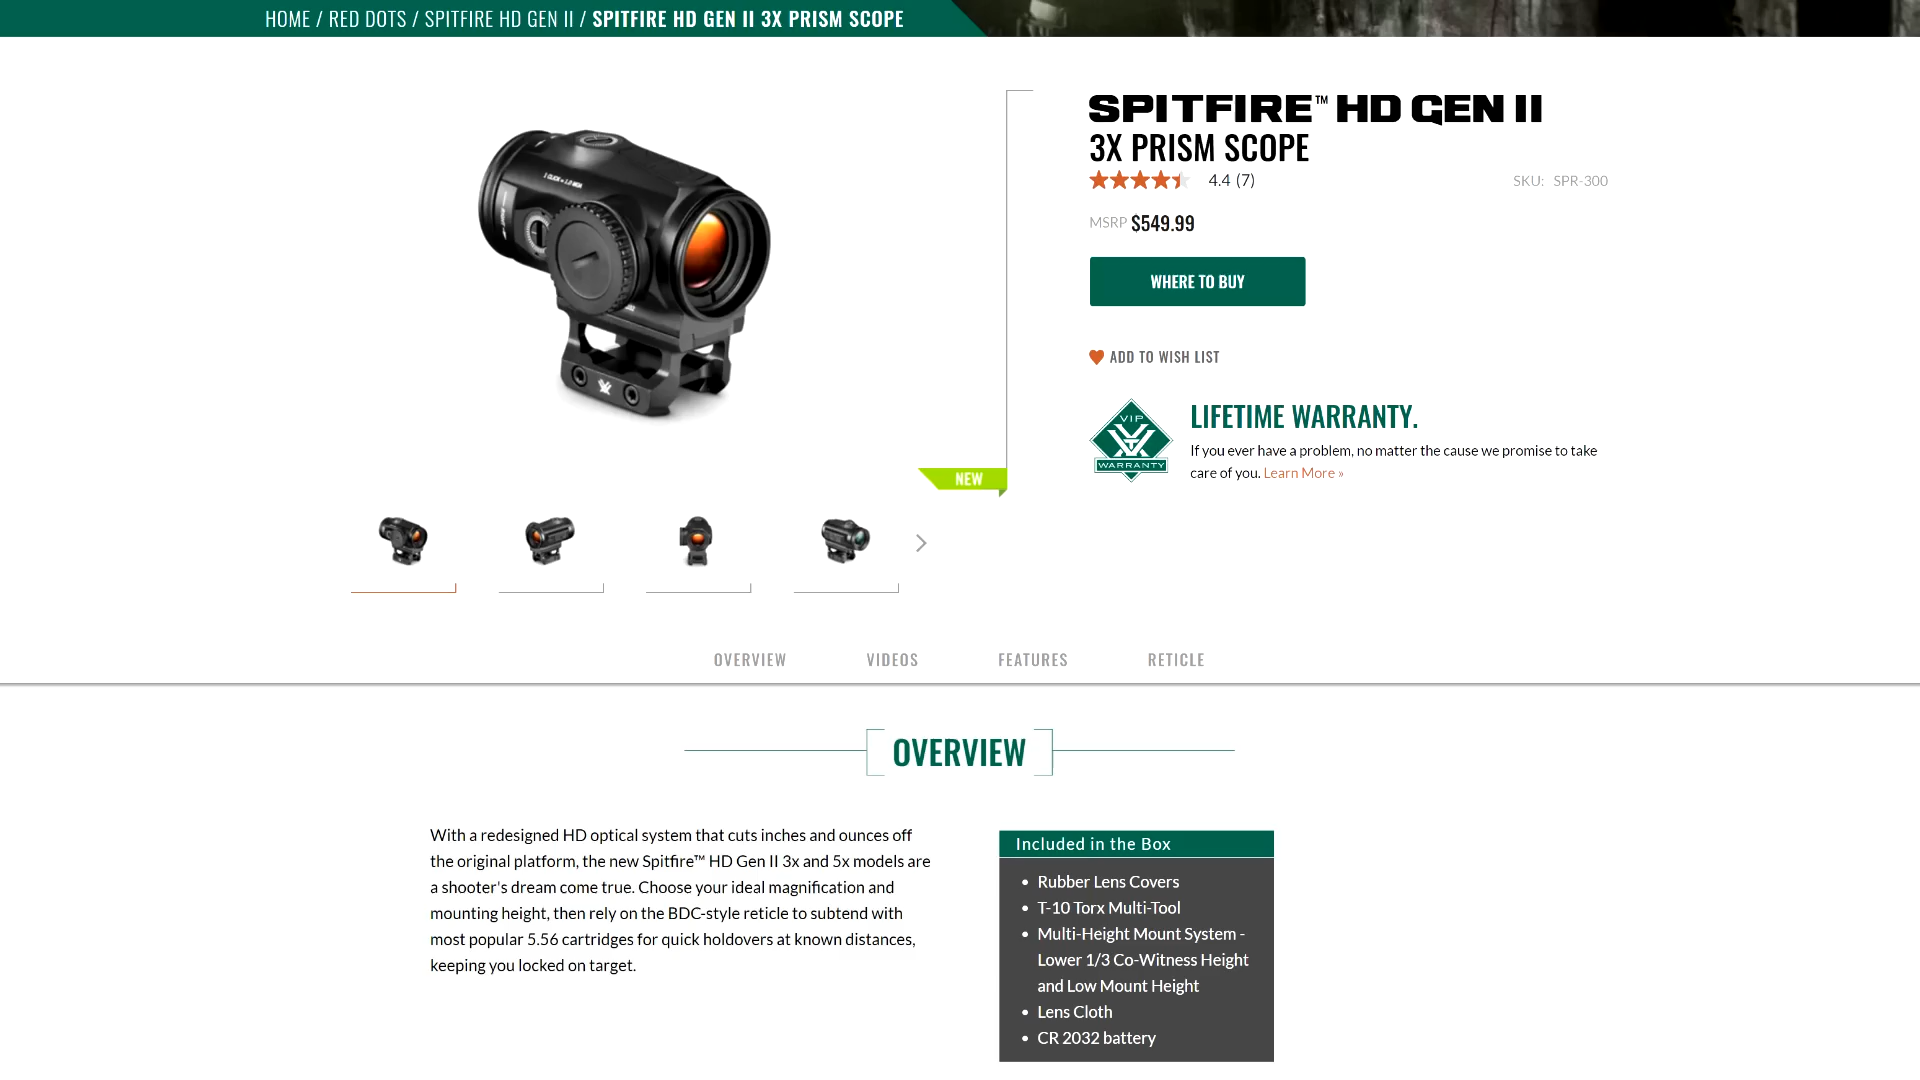 HOME / RED DOTS / SPITFIRE HD GEN II / SPITFIRE HD GEN II 3X PRISM SCOPE
SPITFIRE™ HD GEN II
3X PRISM SCOPE
4.4 (7)
SKU: SPR-300
MSRP $549.99
WHERE TO BUY
ADD TO WISH LIST
VIP
WARRANTY
LIFETIME WARRANTY.
If you ever have a problem, no matter the cause we promise to take
care of you. Learn More »
NEW
OVERVIEW
VIDEOS
FEATURES
RETICLE
OVERVIEW
With a redesigned HD optical system that cuts inches and ounces off
the original platform, the new Spitfire™ HD Gen II 3x and 5x models are
a shooter's dream come true. Choose your ideal magnification and
mounting height, then rely on the BDC-style reticle to subtend with
most popular 5.56 cartridges for quick holdovers at known distances,
keeping you locked on target.
Included in the Box
• Rubber Lens Covers
• T-10 Torx Multi-Tool
• Multi-Height Mount System -
Lower 1/3 Co-Witness Height
and Low Mount Height
• Lens Cloth
• CR 2032 battery